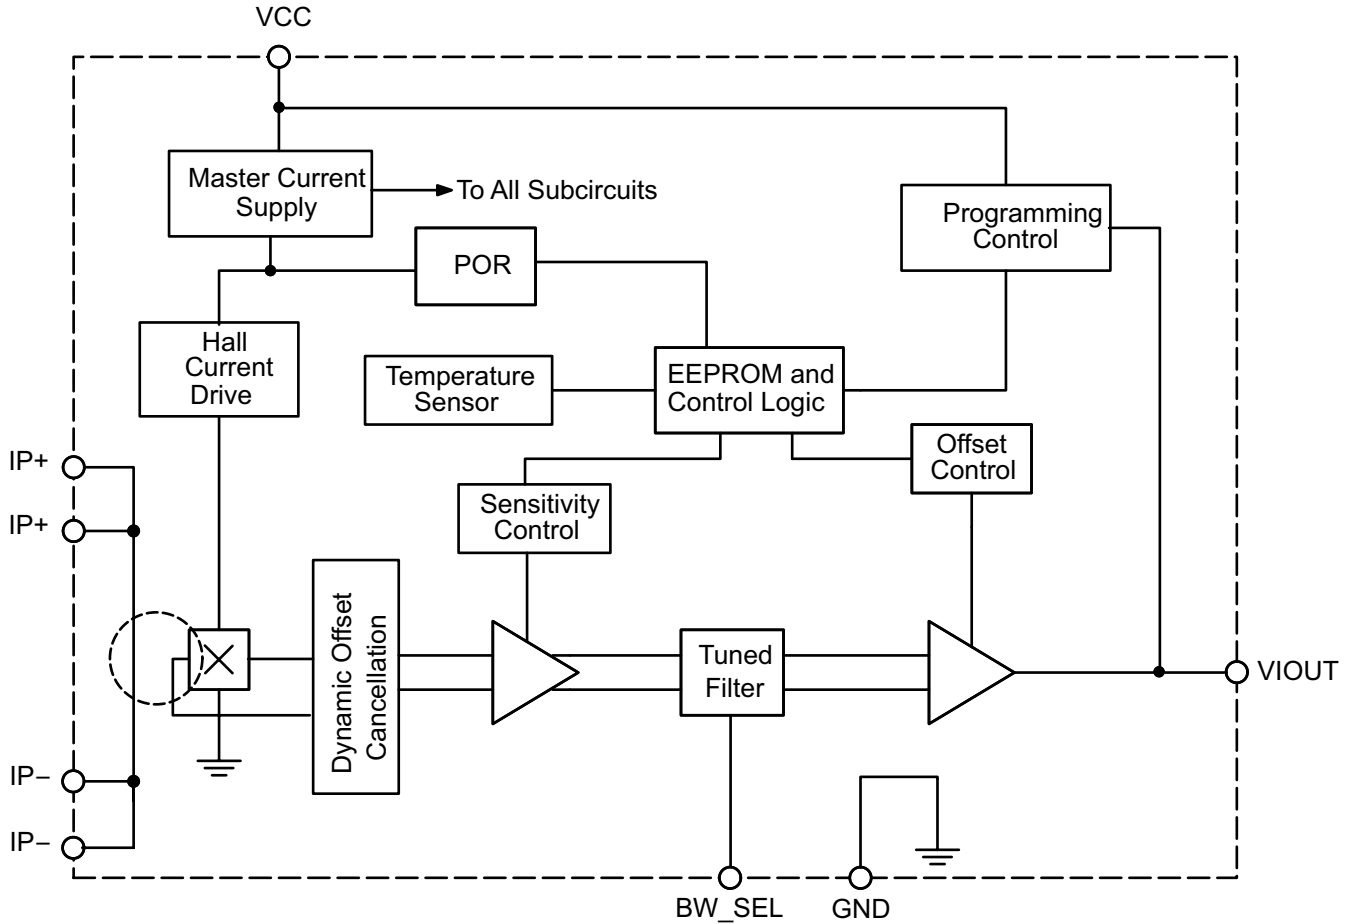 VCC
Master Current
Supply
To All Subcircuits
Programming
Control
POR
Hall
Current
Drive
Temperature
Sensor
EEPROM and
Control Logic
Offset
Control
IP+
IP+
Sensitivity
Control
Dynamic Offset
Cancellation
Tuned
Filter
VIOUT
IP−
IP−
BW_SEL
GND